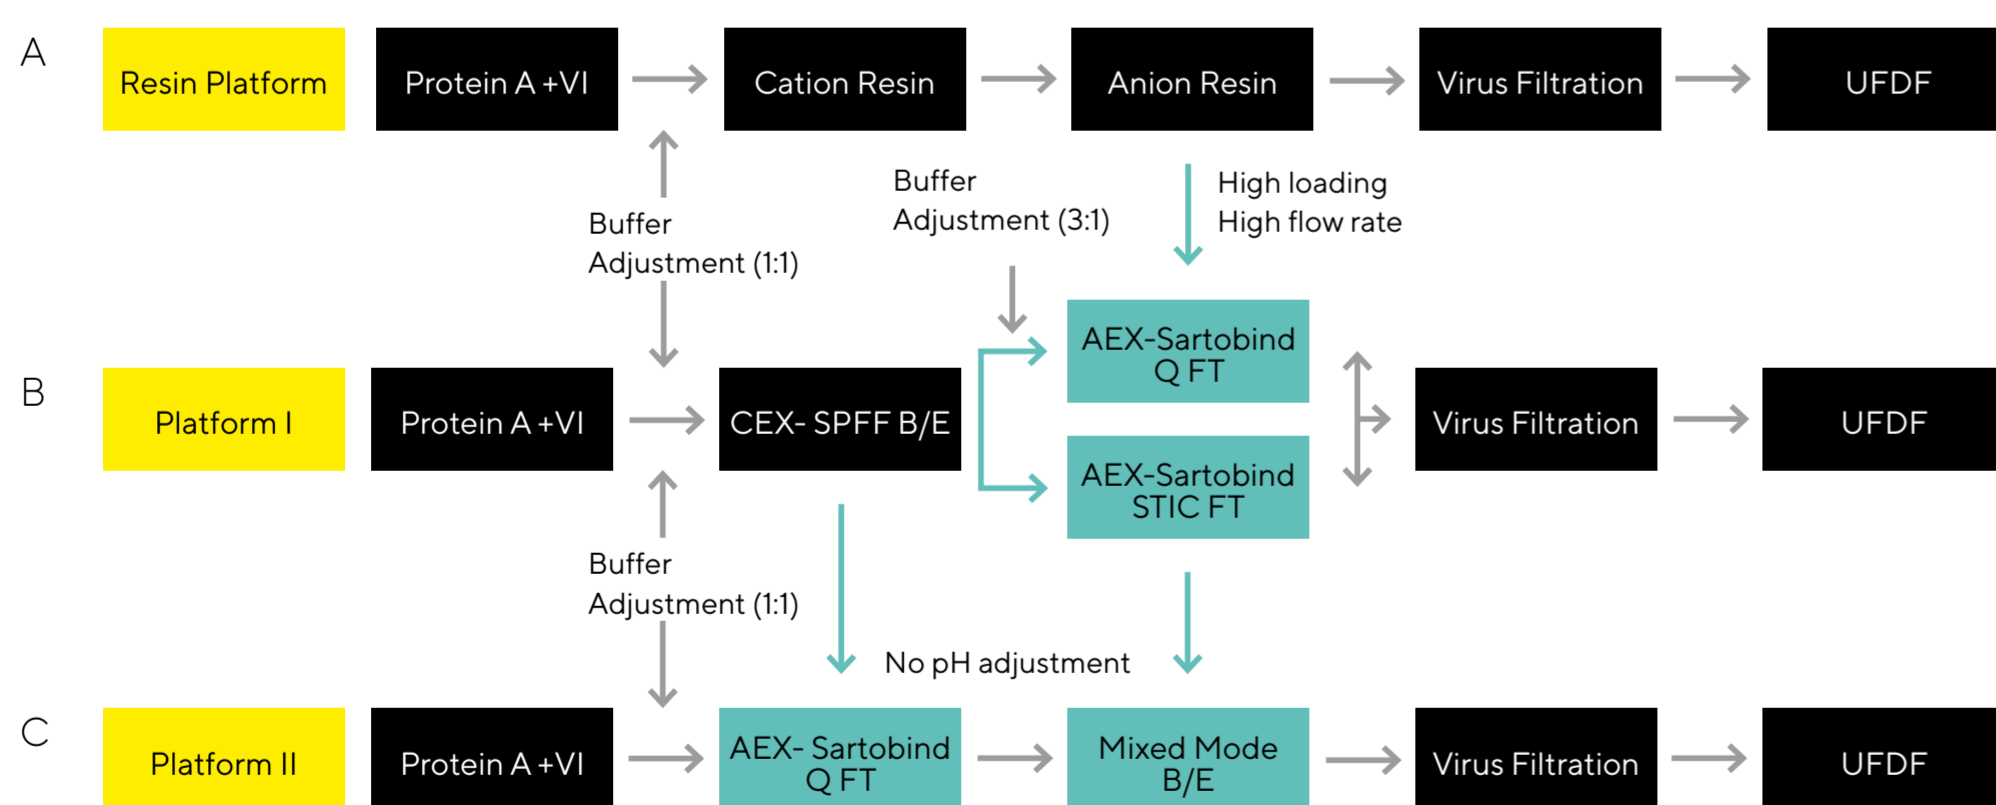 A
Resin Platform
Protein A +VI
Cation Resin
Anion Resin
Virus Filtration
UFDF
Buffer
Adjustment (1:1)
Buffer
Adjustment (3:1)
High loading
High flow rate
B
Platform I
Protein A +VI
CEX- SPFF B/E
AEX-Sartobind
Q FT
AEX-Sartobind
STIC FT
Virus Filtration
UFDF
Buffer
Adjustment (1:1)
No pH adjustment
C
Platform II
Protein A +VI
AEX- Sartobind
Q FT
Mixed Mode
B/E
Virus Filtration
UFDF